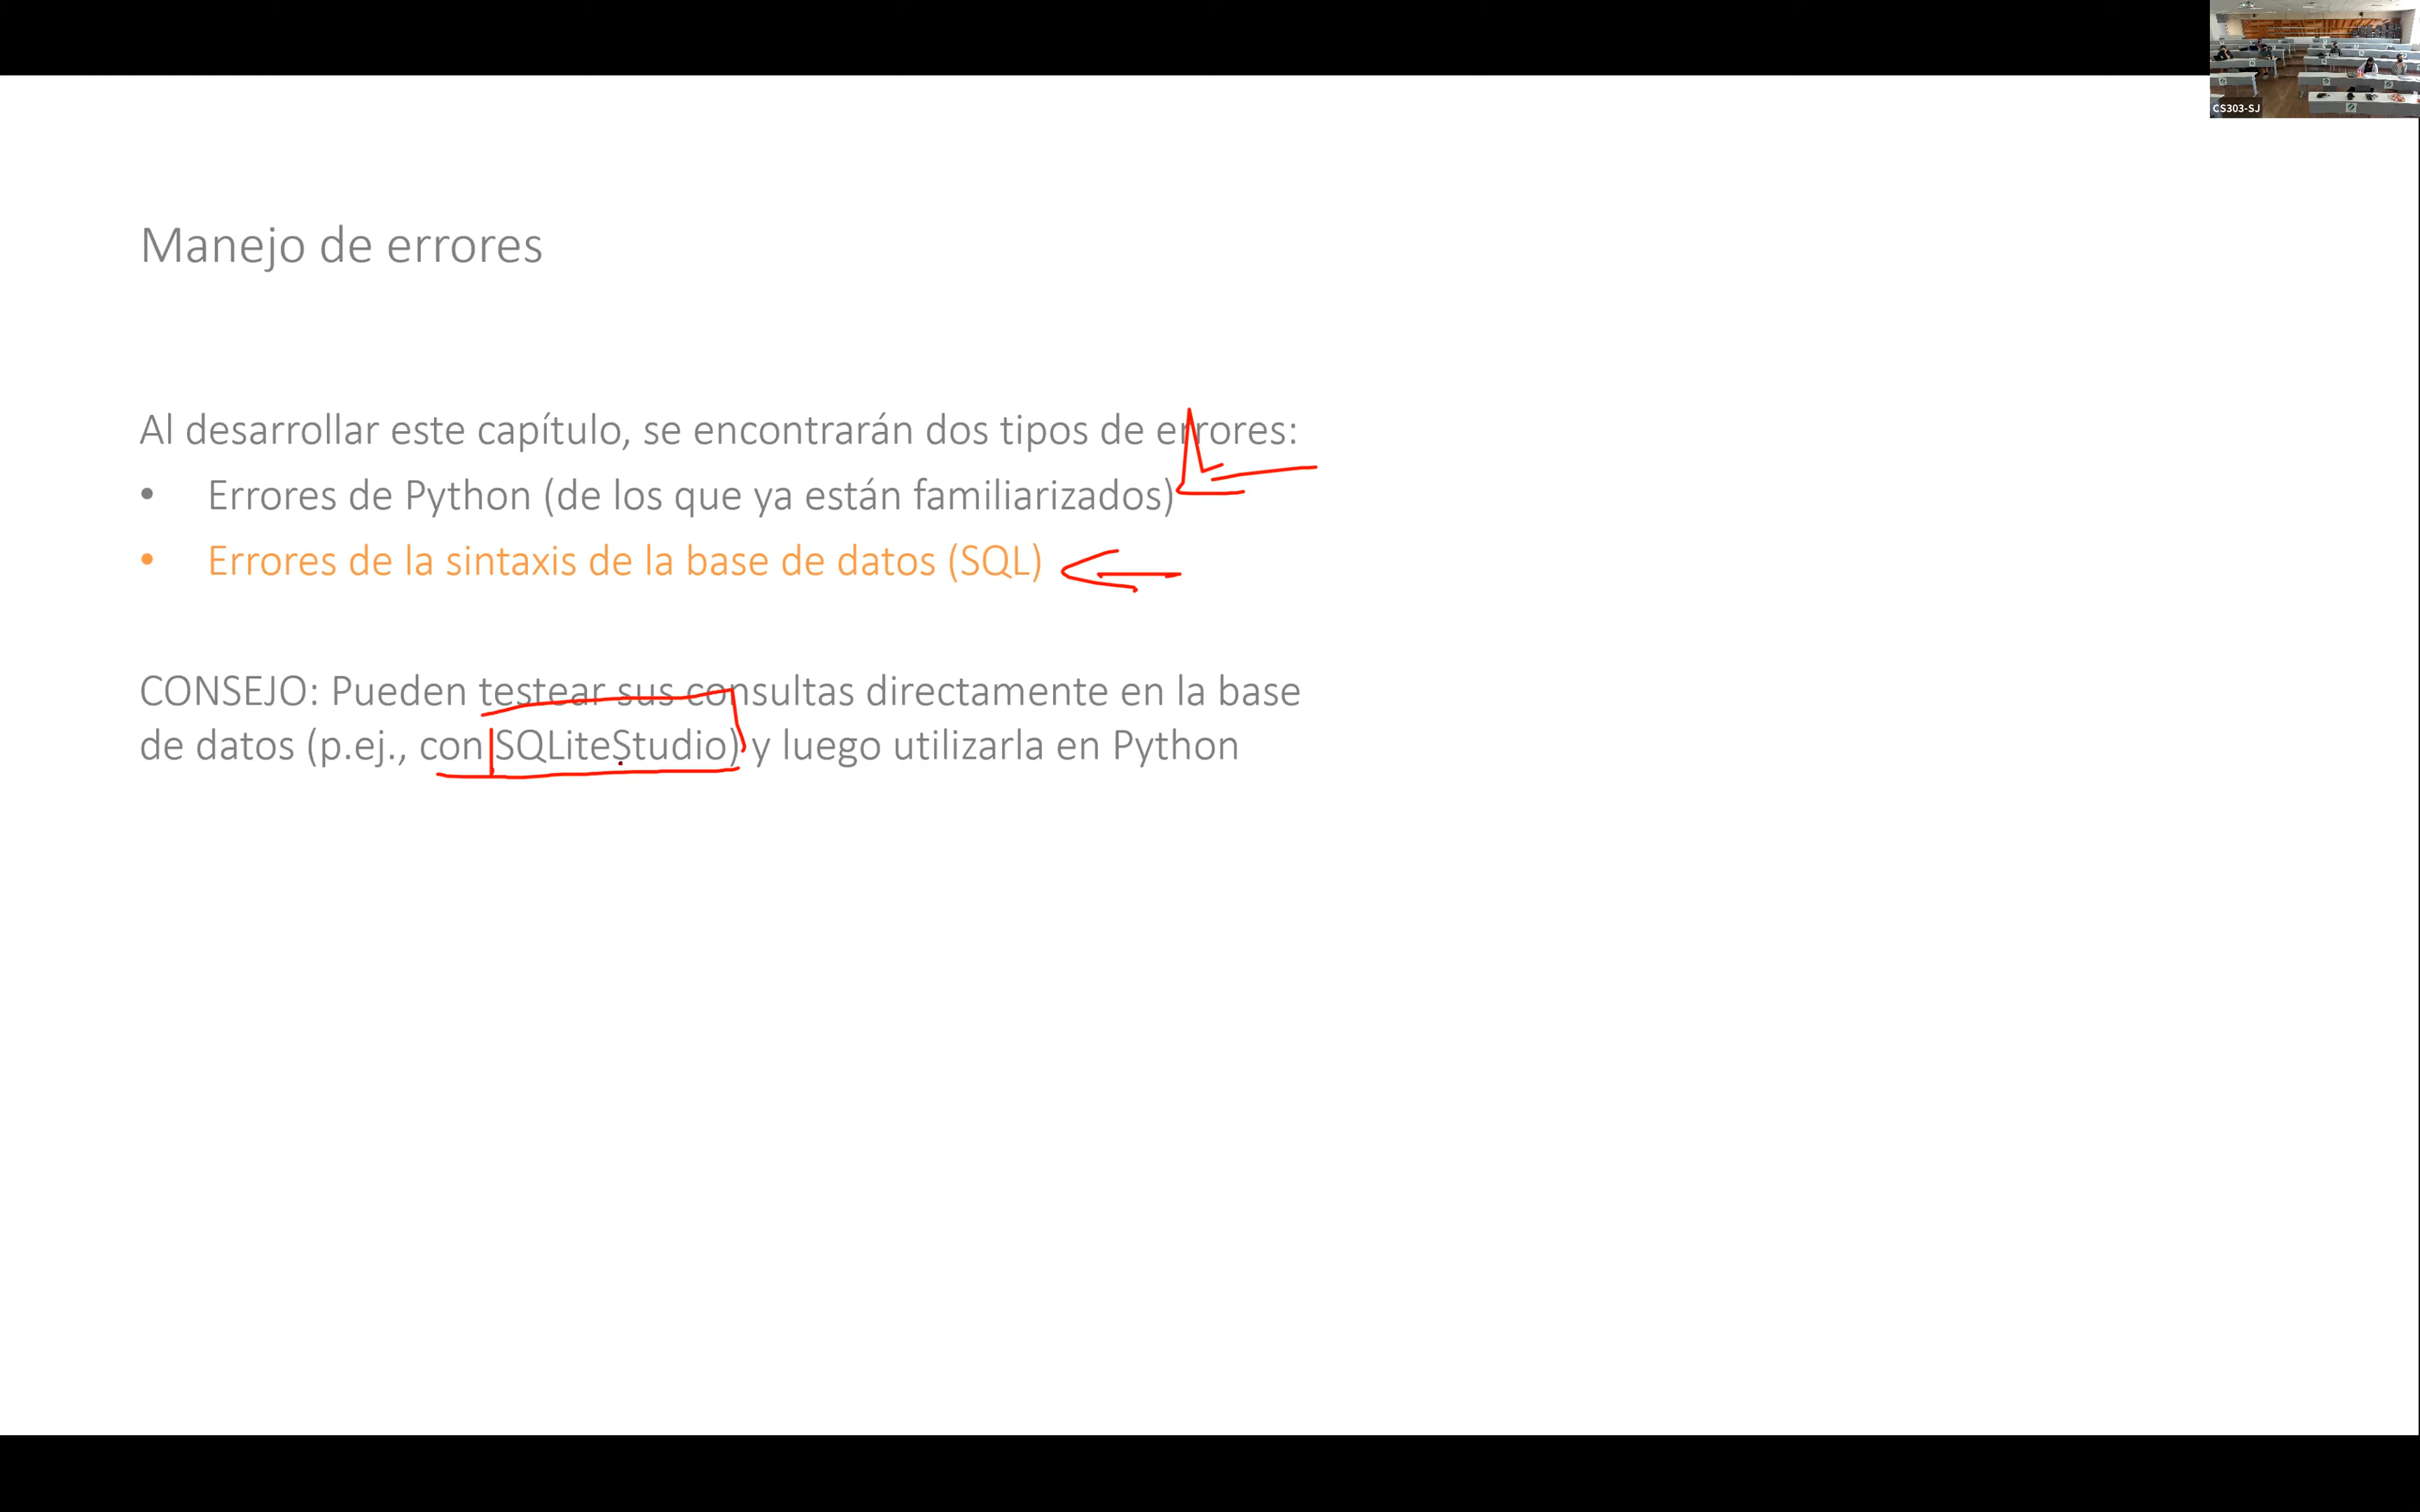 CS303-SJ
Manejo de errores
Al desarrollar este capítulo, se encontrarán dos tipos de errores:
• Errores de Python (de los que ya están familiarizados)
• Errores de la sintaxis de la base de datos (SQL)
CONSEJO: Pueden testear sus consultas directamente en la base
de datos (p.ej., con SQLiteStudio) y luego utilizarla en Python